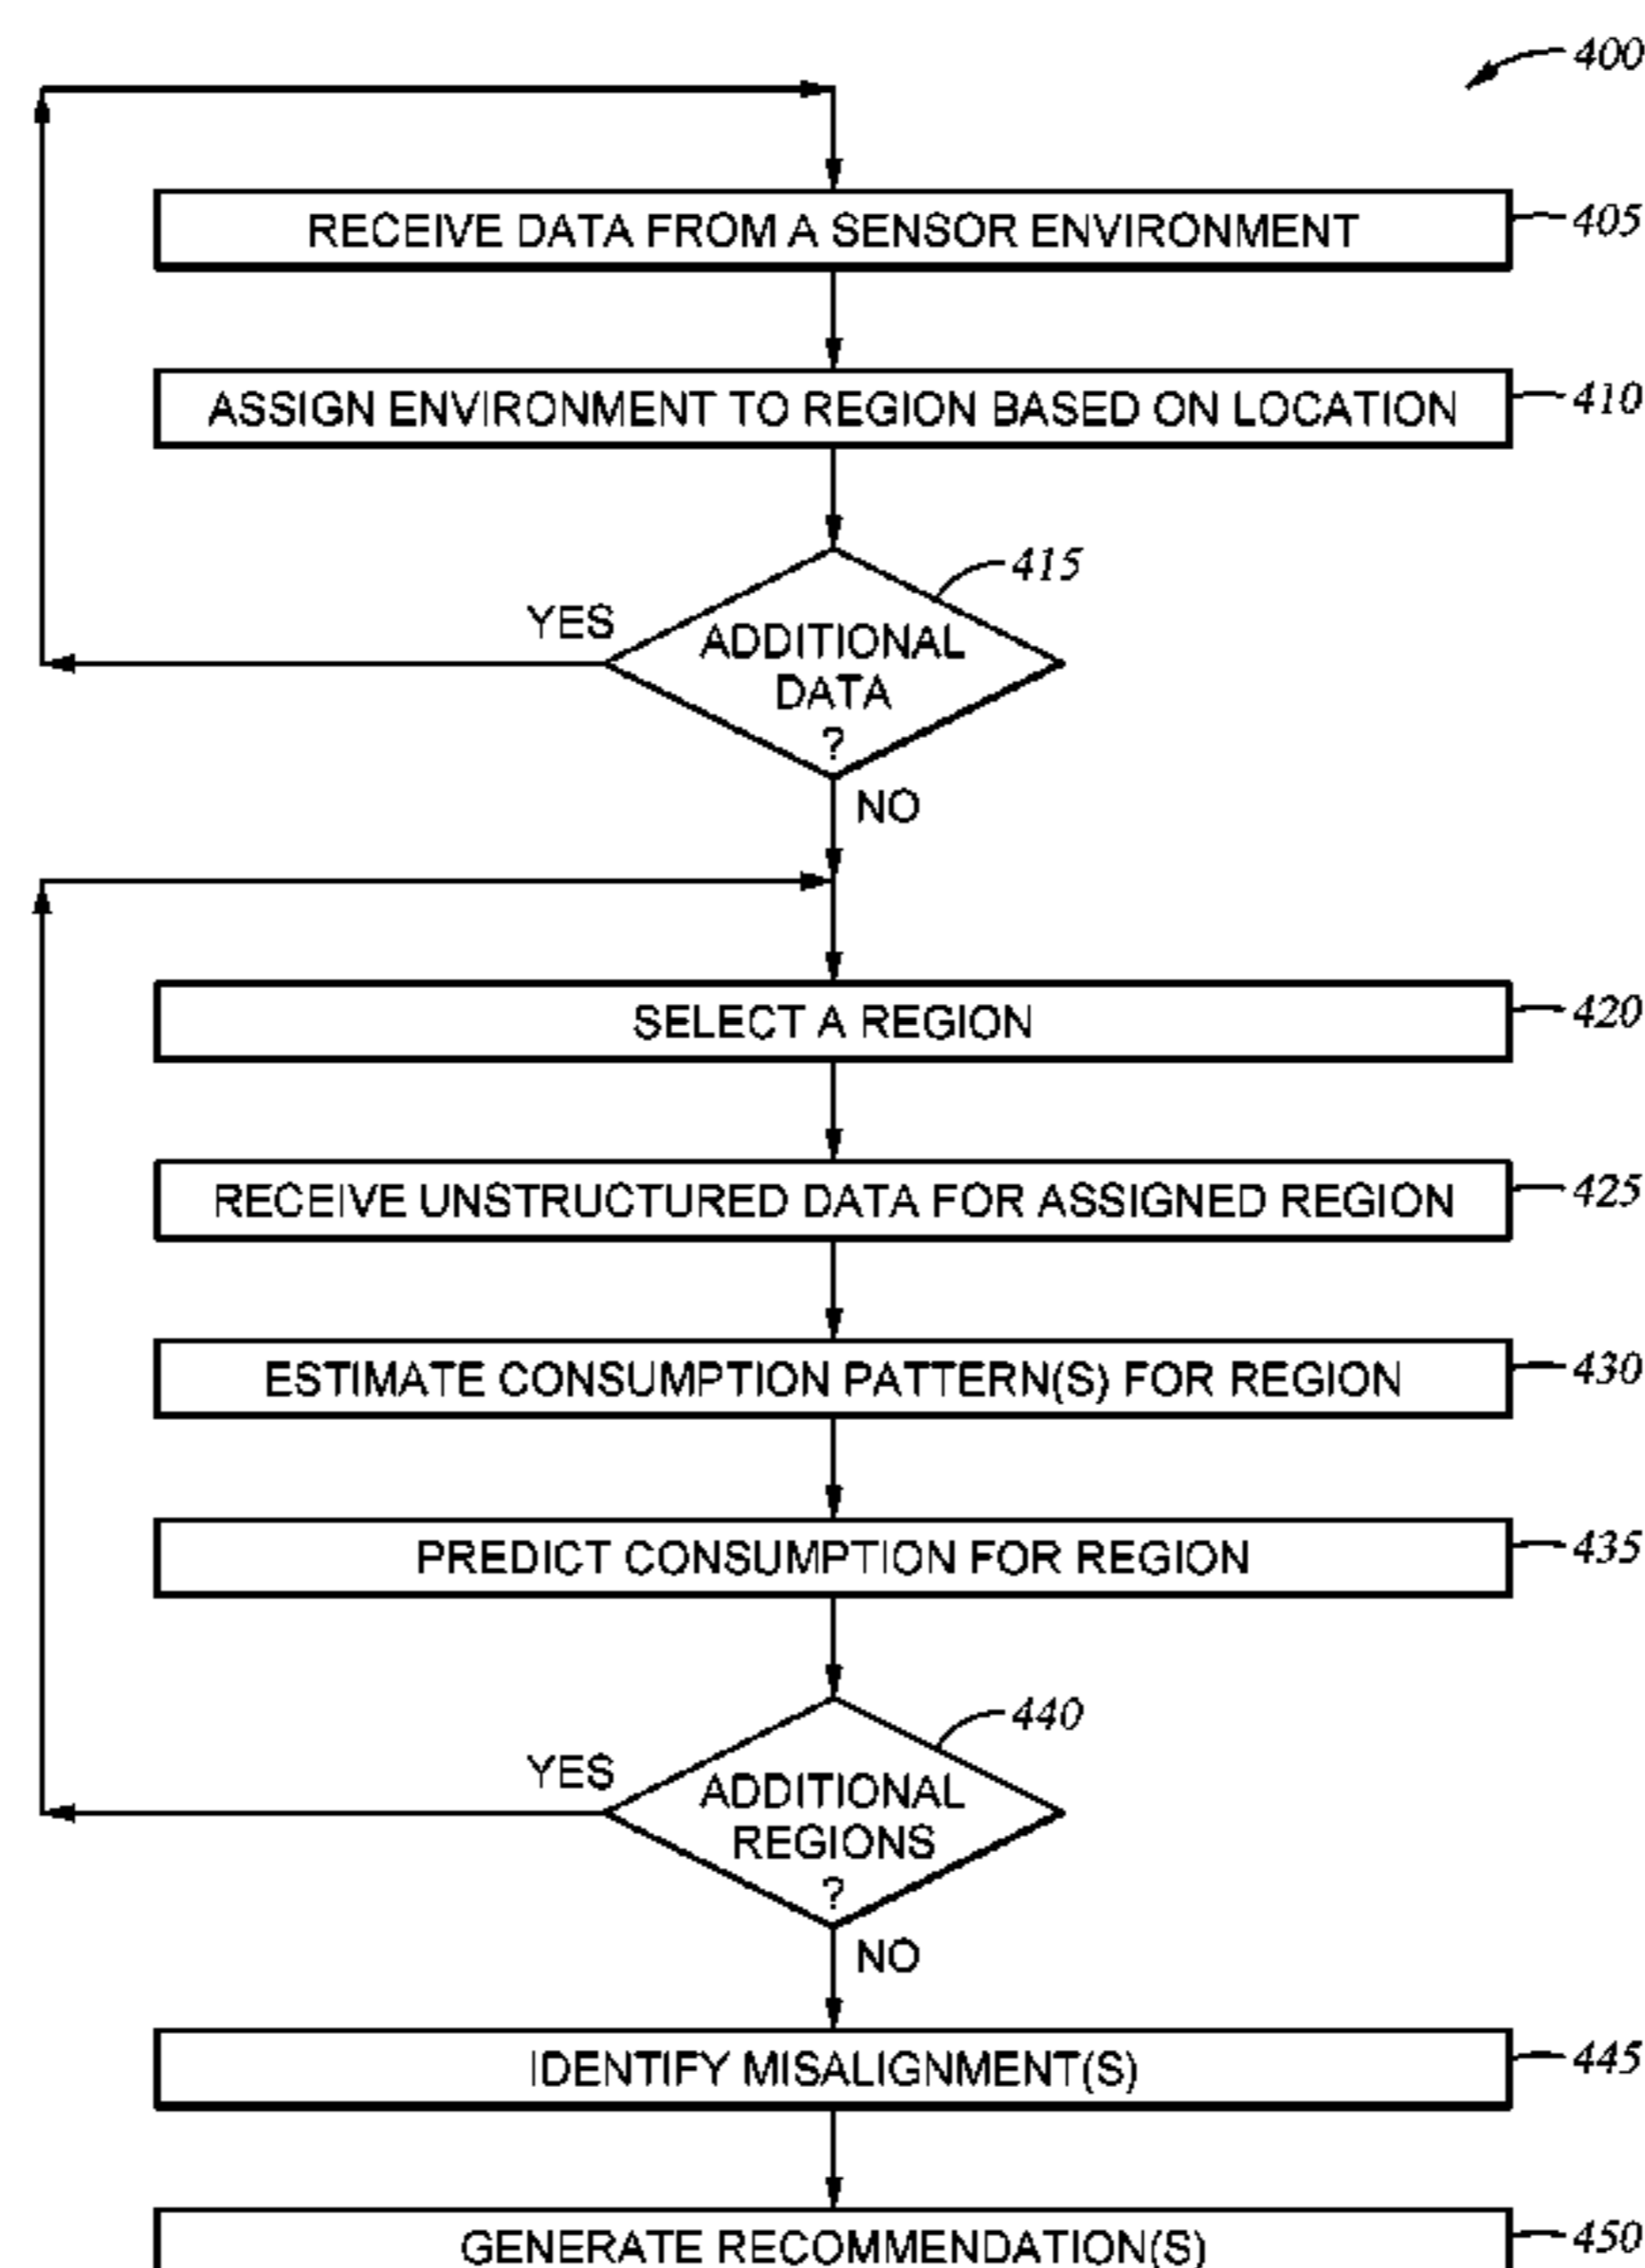 400
RECEIVE DATA FROM A SENSOR ENVIRONMENT
405
ASSIGN ENVIRONMENT TO REGION BASED ON LOCATION
410
415
YES
ADDITIONAL
DATA
?
NO
SELECT A REGION
420
RECEIVE UNSTRUCTURED DATA FOR ASSIGNED REGION
425
ESTIMATE CONSUMPTION PATTERN(S) FOR REGION
430
PREDICT CONSUMPTION FOR REGION
435
440
YES
ADDITIONAL
REGIONS
?
NO
IDENTIFY MISALIGNMENT(S)
445
GENERATE RECOMMENDATION(S)
450